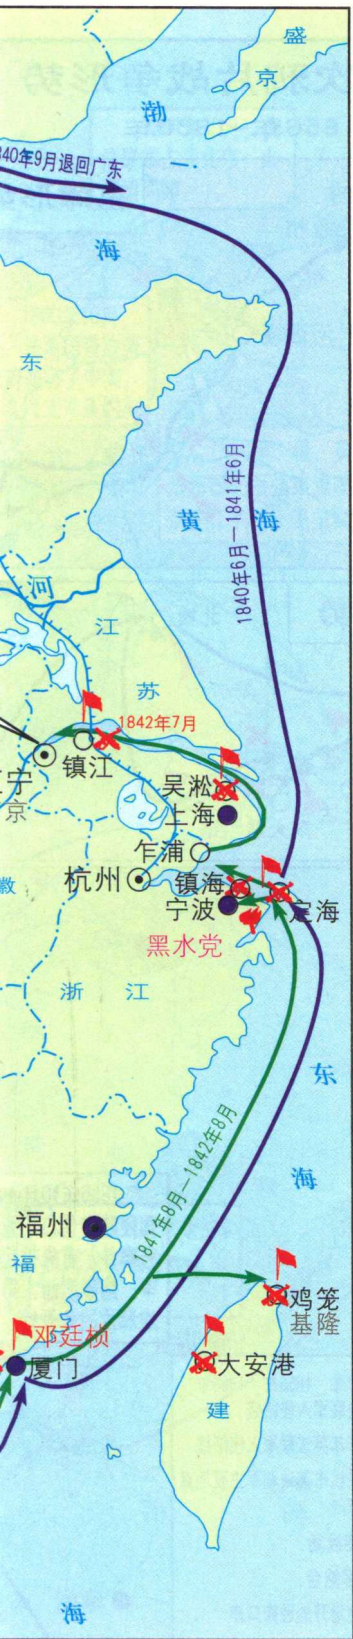 盛
京
渤
840年9月退回广东
海
东
黄
海
1840年6月—1841年6月
河
江
苏
1842年7月
镇江
宁
京
吴淞
上海
乍浦
杭州
镇海
定海
宁波
徽
黑水党
浙
江
东
海
1841年8月—1842年8月
福州
福
鸡笼
基隆
邓廷桢
厦门
大安港
建
海